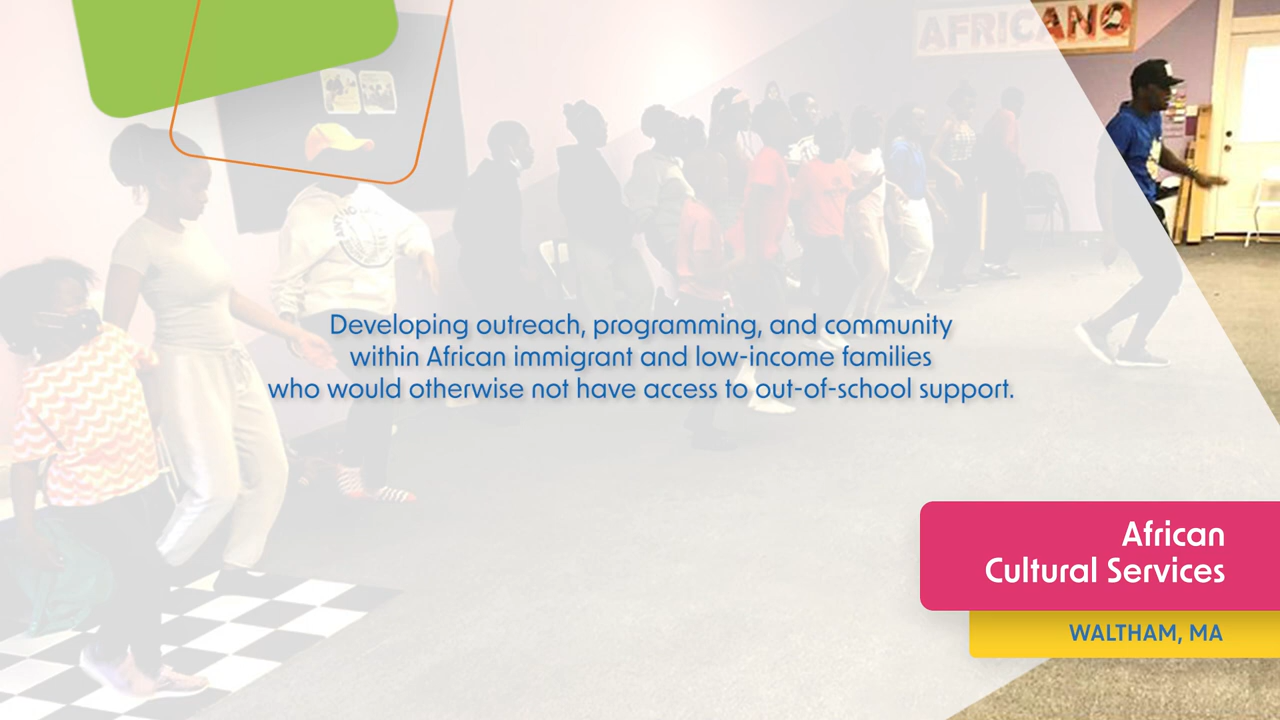 AFRICANO
Developing outreach, programming, and community
within African immigrant and low-income families
who would otherwise not have access to out-of-school support.
African
Cultural Services
WALTHAM, MA